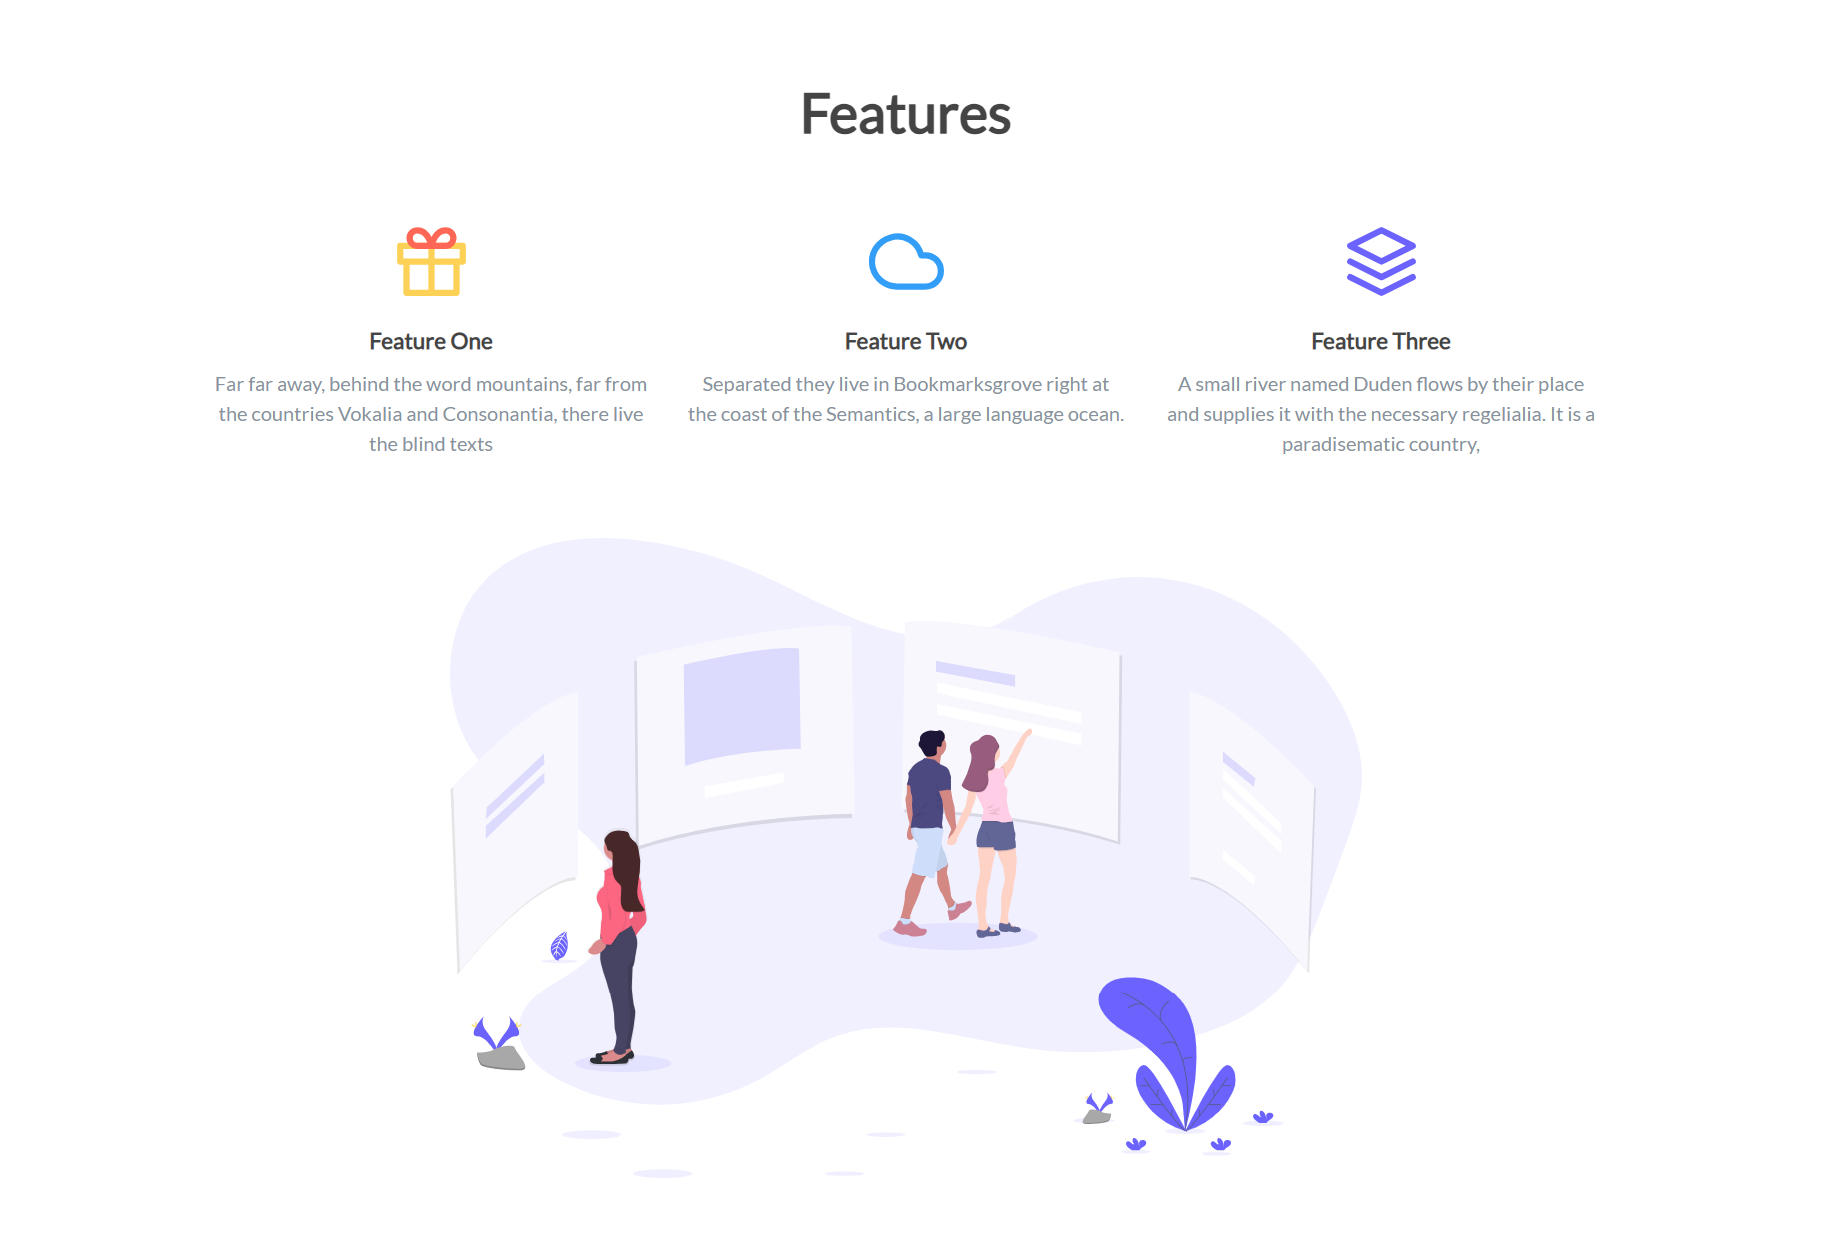 Features
Feature One
Far far away, behind the word mountains, far from
the countries Vokalia and Consonantia, there live
the blind texts
Feature Two
Separated they live in Bookmarksgrove right at
the coast of the Semantics, a large language ocean.
Feature Three
A small river named Duden flows by their place
and supplies it with the necessary regelialia. It is a
paradisematic country,